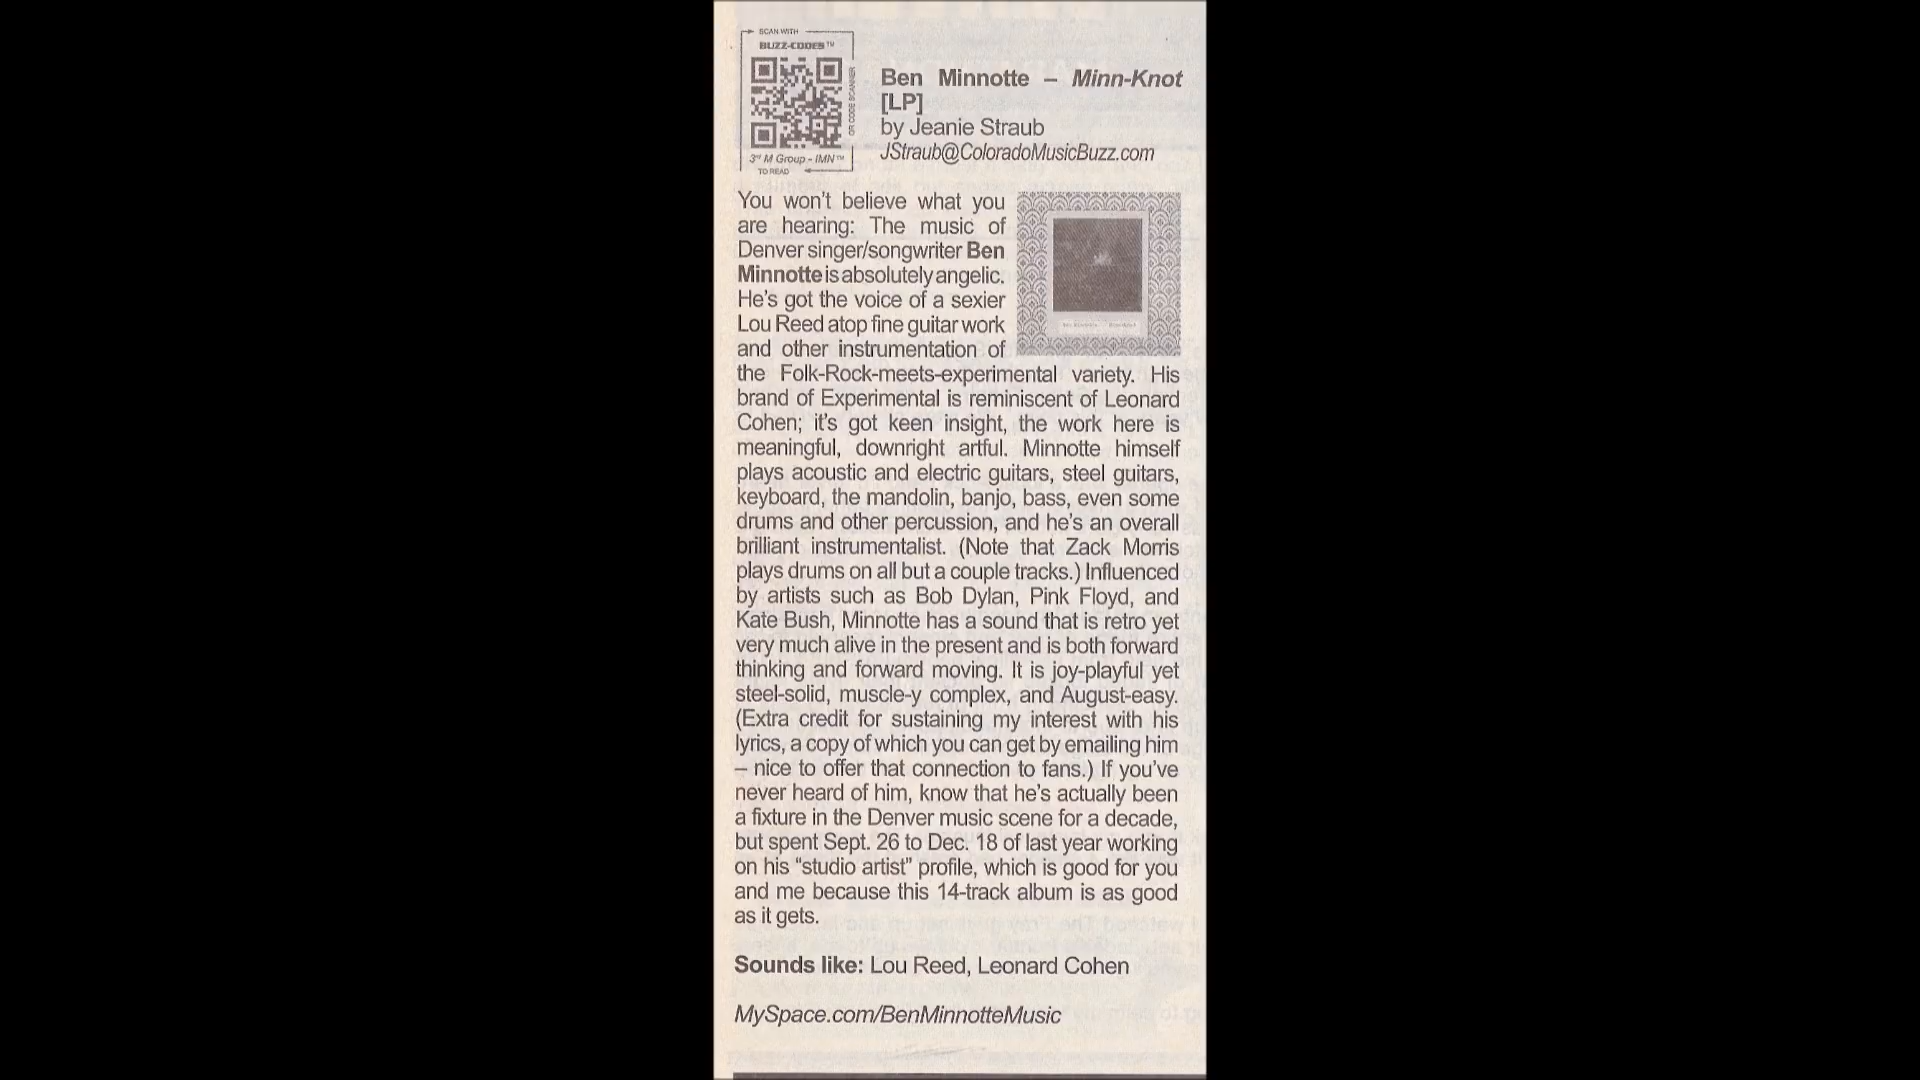 SCAN WITH
BUZZ-CODES™
QR CODE SCANNER
3rd M Group - IMN™
TO READ
Ben Minnotte – Minn-Knot
[LP]
by Jeanie Straub
JStraub@ColoradoMusicBuzz.com
You won't believe what you
are hearing: The music of
Denver singer/songwriter Ben
Minnotte is absolutely angelic.
He's got the voice of a sexier
Lou Reed atop fine guitar work
and other instrumentation of
the Folk-Rock-meets-experimental variety. His
brand of Experimental is reminiscent of Leonard
Cohen; it's got keen insight, the work here is
meaningful, downright artful. Minnotte himself
plays acoustic and electric guitars, steel guitars,
keyboard, the mandolin, banjo, bass, even some
drums and other percussion, and he's an overall
brilliant instrumentalist. (Note that Zack Morris
plays drums on all but a couple tracks.) Influenced
by artists such as Bob Dylan, Pink Floyd, and
Kate Bush, Minnotte has a sound that is retro yet
very much alive in the present and is both forward
thinking and forward moving. It is joy-playful yet
steel-solid, muscle-y complex, and August-easy.
(Extra credit for sustaining my interest with his
lyrics, a copy of which you can get by emailing him
– nice to offer that connection to fans.) If you've
never heard of him, know that he's actually been
a fixture in the Denver music scene for a decade,
but spent Sept. 26 to Dec. 18 of last year working
on his "studio artist" profile, which is good for you
and me because this 14-track album is as good
as it gets.
Sounds like: Lou Reed, Leonard Cohen
MySpace.com/BenMinnotteMusic